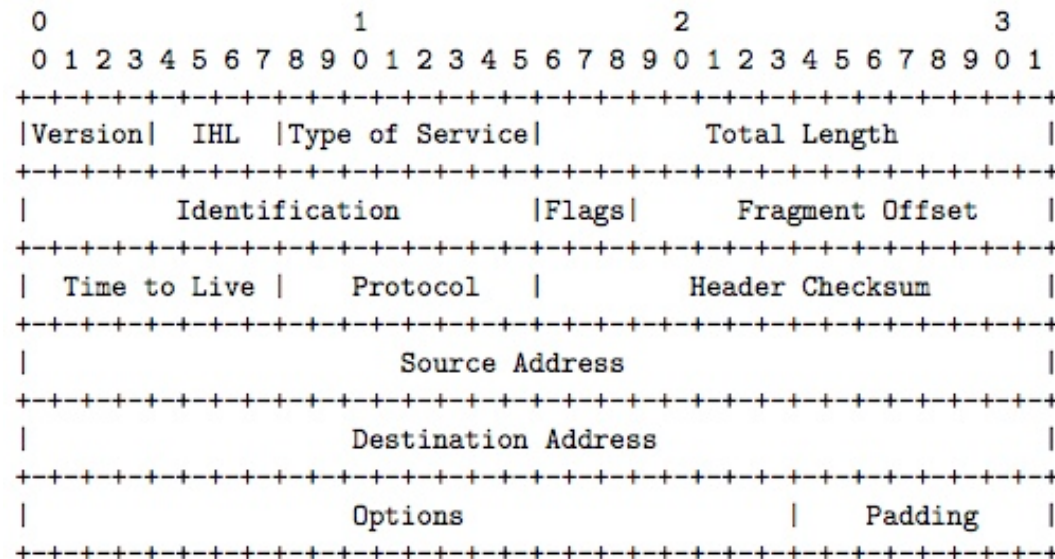 0                   1                   2                   3
0 1 2 3 4 5 6 7 8 9 0 1 2 3 4 5 6 7 8 9 0 1 2 3 4 5 6 7 8 9 0 1
+-+-+-+-+-+-+-+-+-+-+-+-+-+-+-+-+-+-+-+-+-+-+-+-+-+-+-+-+-+-+-+-+
|Version|  IHL  |Type of Service|          Total Length         |
+-+-+-+-+-+-+-+-+-+-+-+-+-+-+-+-+-+-+-+-+-+-+-+-+-+-+-+-+-+-+-+-+
|         Identification        |Flags|      Fragment Offset    |
+-+-+-+-+-+-+-+-+-+-+-+-+-+-+-+-+-+-+-+-+-+-+-+-+-+-+-+-+-+-+-+-+
|  Time to Live |    Protocol   |         Header Checksum       |
+-+-+-+-+-+-+-+-+-+-+-+-+-+-+-+-+-+-+-+-+-+-+-+-+-+-+-+-+-+-+-+-+
|                       Source Address                          |
+-+-+-+-+-+-+-+-+-+-+-+-+-+-+-+-+-+-+-+-+-+-+-+-+-+-+-+-+-+-+-+-+
|                    Destination Address                        |
+-+-+-+-+-+-+-+-+-+-+-+-+-+-+-+-+-+-+-+-+-+-+-+-+-+-+-+-+-+-+-+-+
|                    Options                    |    Padding    |
+-+-+-+-+-+-+-+-+-+-+-+-+-+-+-+-+-+-+-+-+-+-+-+-+-+-+-+-+-+-+-+-+